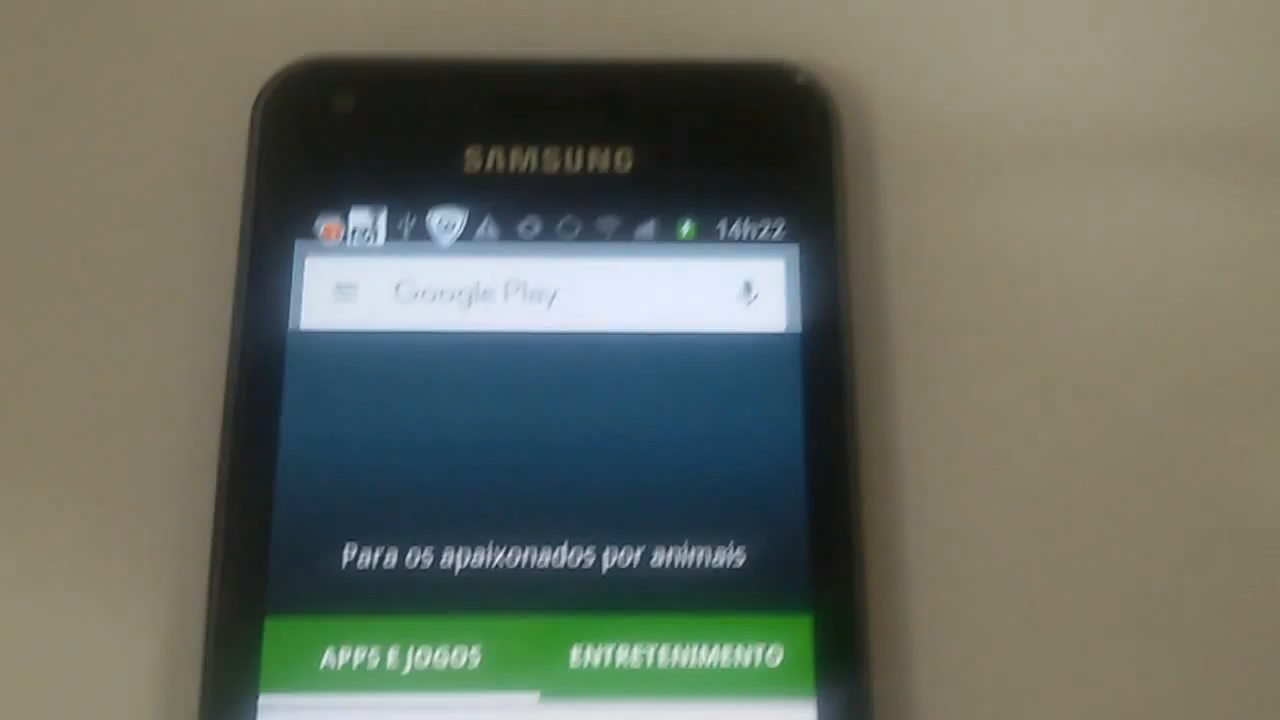 SAMSUNG
14h22
Google Play
Para os apaixonados por animais
APPS E JOGOS
ENTRETENIMENTO